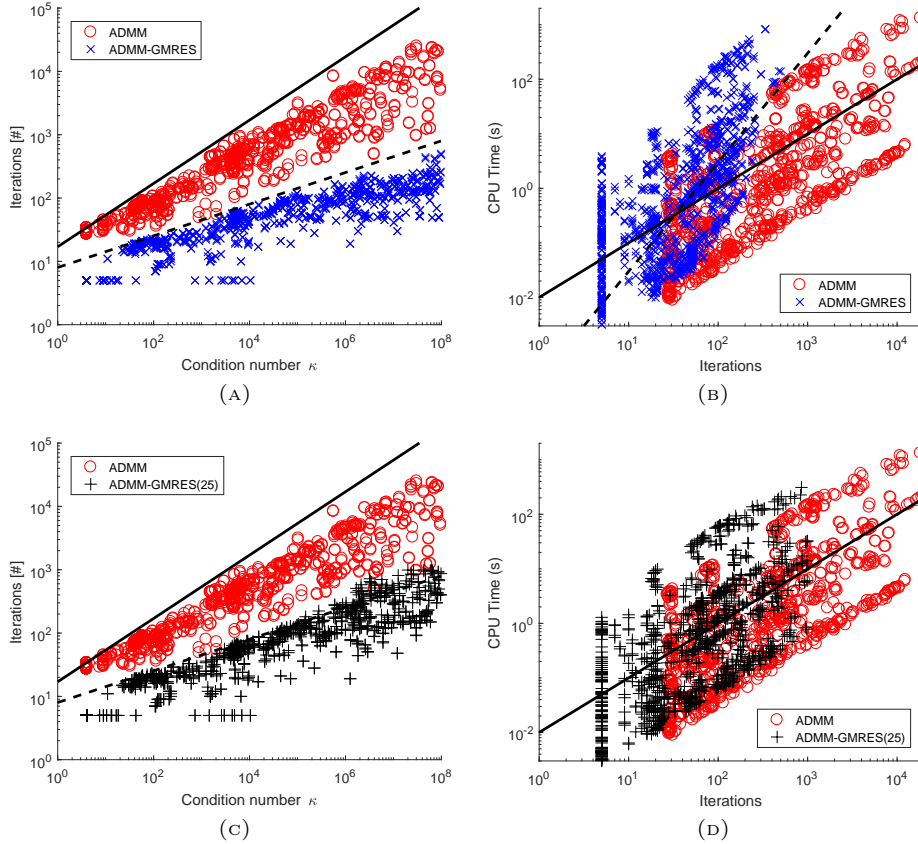 10^5
10^4
10^3
10^2
10^1
10^0
Iterations [#]
ADMM
ADMM-GMRES
10^0 10^2 10^4 10^6 10^8
Condition number κ
(A)
10^2
10^0
10^-2
CPU Time (s)
ADMM
ADMM-GMRES
10^0 10^1 10^2 10^3 10^4
Iterations
(B)
10^5
10^4
10^3
10^2
10^1
10^0
Iterations [#]
ADMM
ADMM-GMRES(25)
10^0 10^2 10^4 10^6 10^8
Condition number κ
(C)
10^2
10^0
10^-2
CPU Time (s)
ADMM
ADMM-GMRES(25)
10^0 10^1 10^2 10^3 10^4
Iterations
(D)